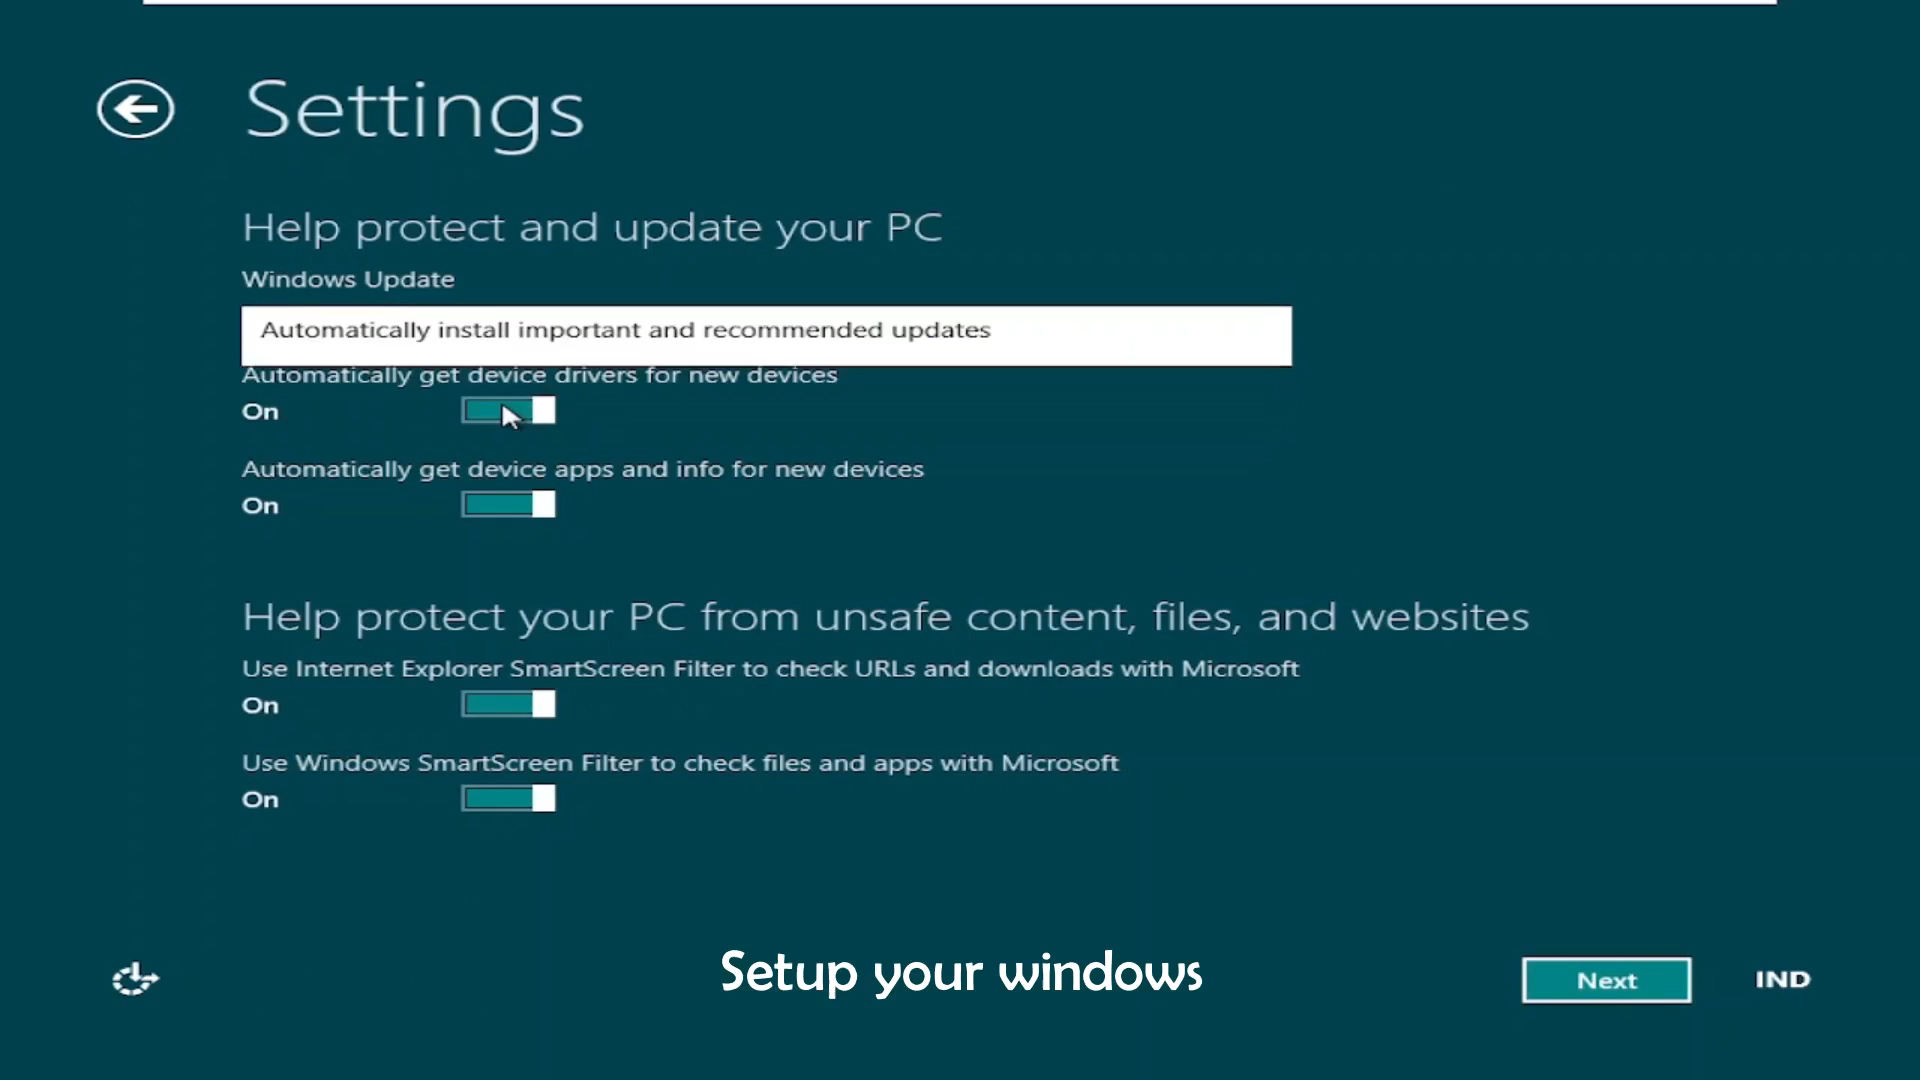 Settings
Help protect and update your PC
Windows Update
Automatically install important and recommended updates
Automatically get device drivers for new devices
On
Automatically get device apps and info for new devices
On
Help protect your PC from unsafe content, files, and websites
Use Internet Explorer SmartScreen Filter to check URLs and downloads with Microsoft
On
Use Windows SmartScreen Filter to check files and apps with Microsoft
On
Setup your windows
Next
IND